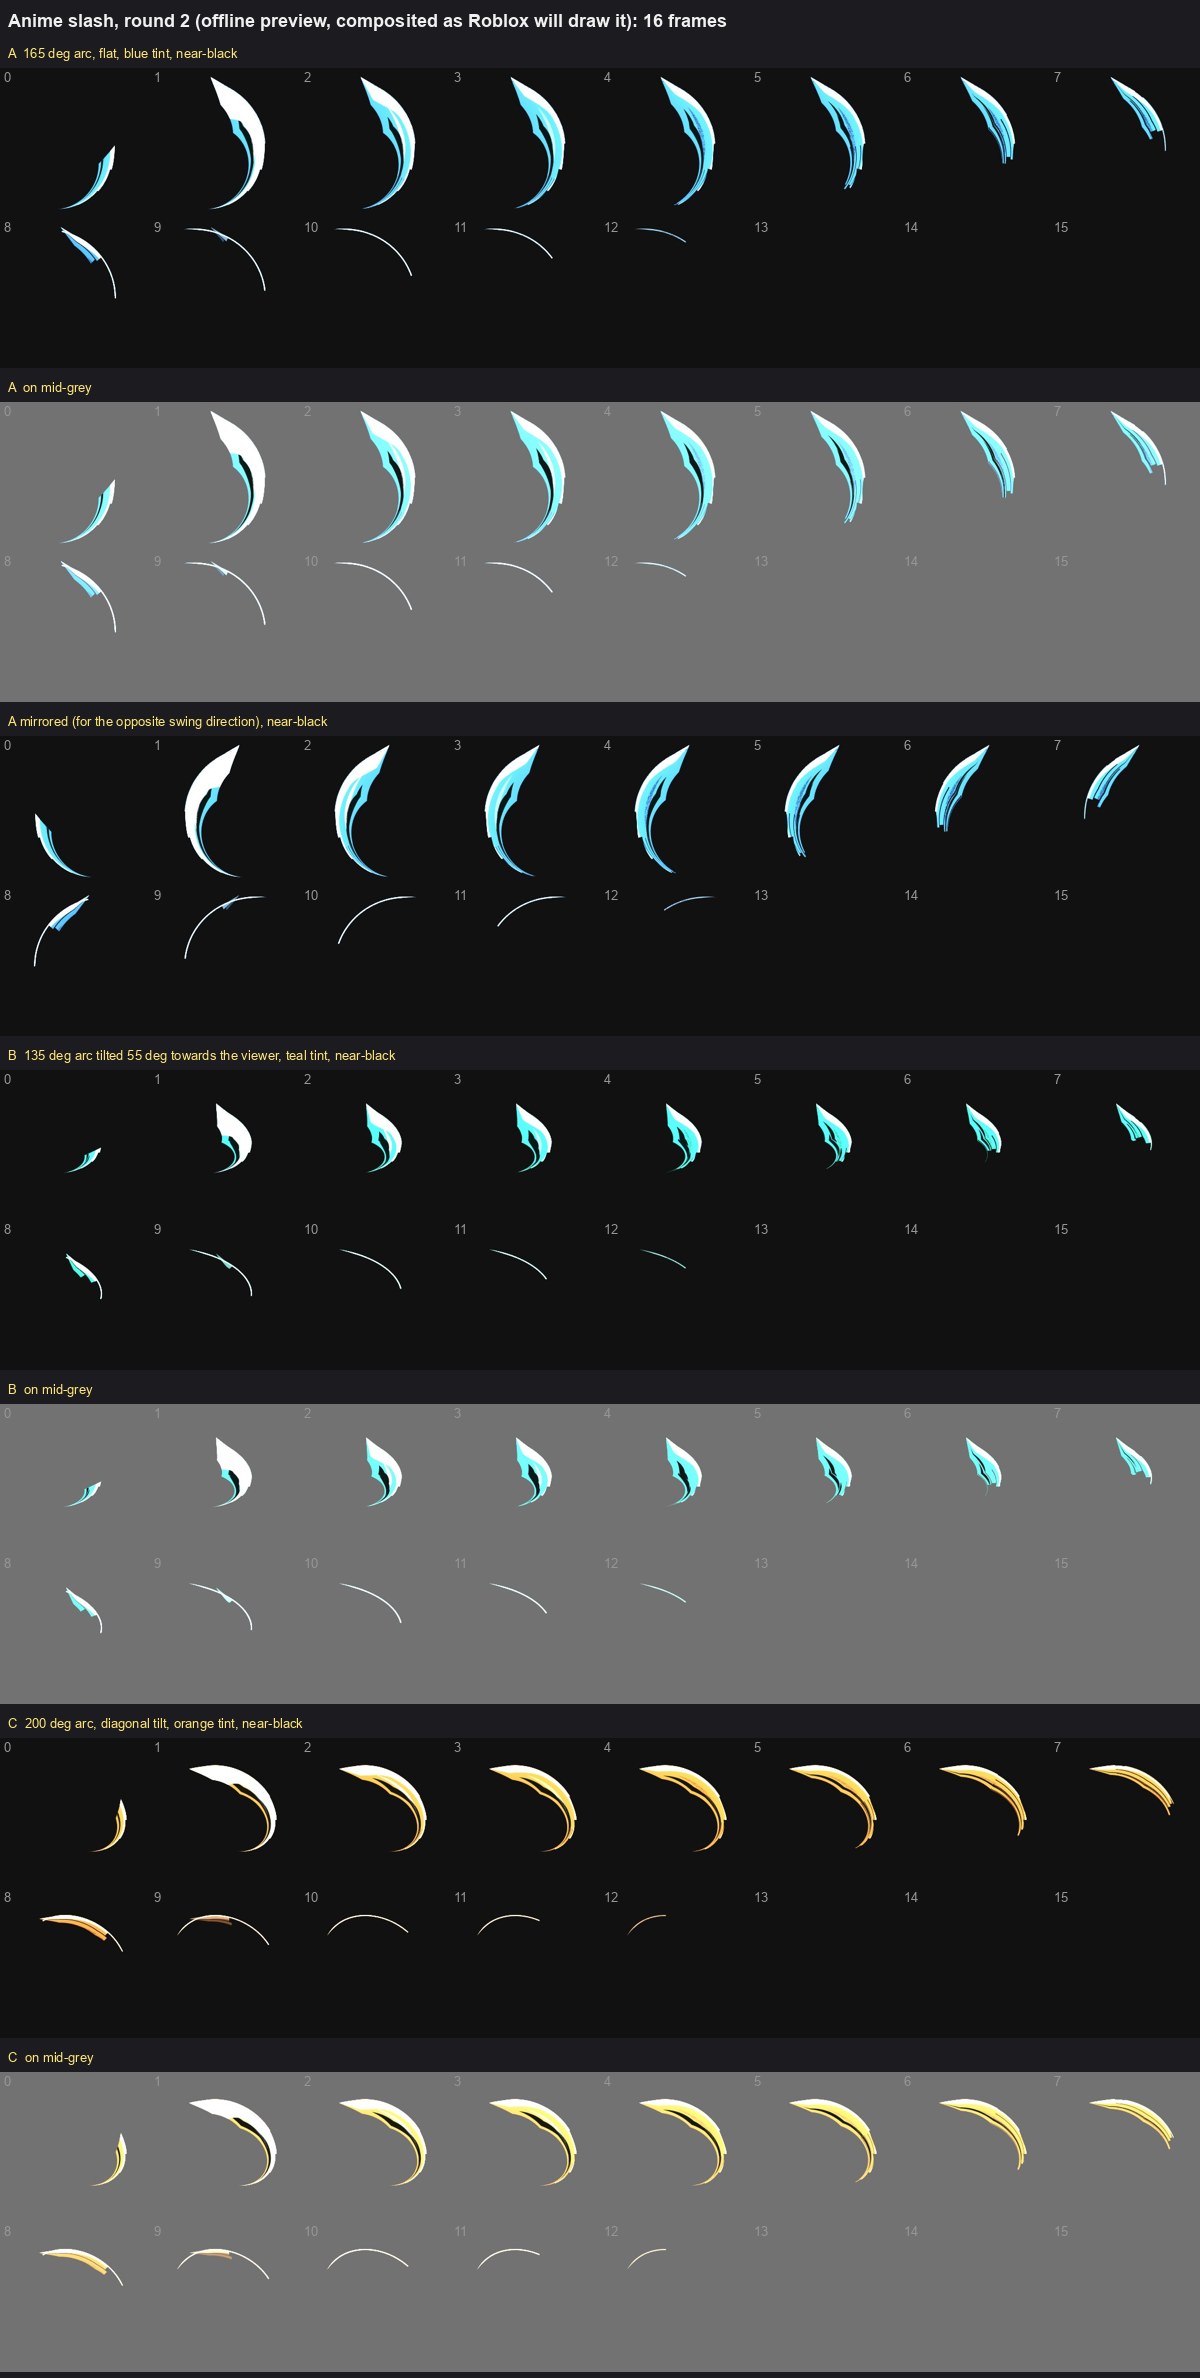 Anime slash, round 2 (offline preview, composited as Roblox will draw it): 16 frames
A 165 deg arc, flat, blue tint, near-black
0 1 2 3 4 5 6 7
8 9 10 11 12 13 14 15
A on mid-grey
0 1 2 3 4 5 6 7
8 9 10 11 12 13 14 15
A mirrored (for the opposite swing direction), near-black
0 1 2 3 4 5 6 7
8 9 10 11 12 13 14 15
B 135 deg arc tilted 55 deg towards the viewer, teal tint, near-black
0 1 2 3 4 5 6 7
8 9 10 11 12 13 14 15
B on mid-grey
0 1 2 3 4 5 6 7
8 9 10 11 12 13 14 15
C 200 deg arc, diagonal tilt, orange tint, near-black
0 1 2 3 4 5 6 7
8 9 10 11 12 13 14 15
C on mid-grey
0 1 2 3 4 5 6 7
8 9 10 11 12 13 14 15